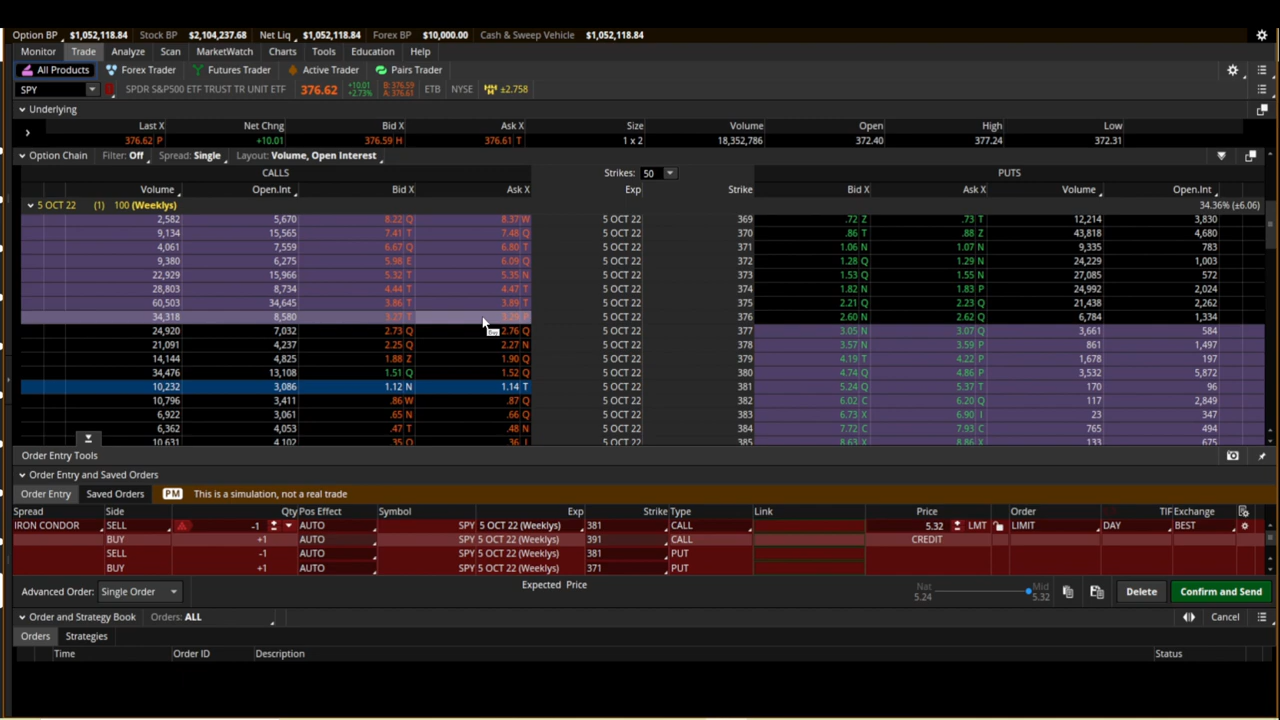 Option BP $1,052,118.84 Stock BP $2,104,237.68 Net Liq $1,052,118.84 Forex BP $10,000.00 Cash & Sweep Vehicle $1,052,118.84
Monitor Trade Analyze Scan MarketWatch Charts Tools Education Help
All Products Forex Trader Futures Trader Active Trader Pairs Trader
SPY SPDR S&P500 ETF TRUST TR UNIT ETF 376.62 +10.01 +2.73% B: 376.59 A: 376.61 ETB NYSE ±2.758
Underlying
Last X Net Chng Bid X Ask X Size Volume Open High Low
376.62 P +10.01 376.59 H 376.61 T 1 x 2 18,352,786 372.40 377.24 372.31
Option Chain Filter: Off Spread: Single Layout: Volume, Open Interest
CALLS Strikes: 50 PUTS
Volume Open.Int Bid X Ask X Exp Strike Bid X Ask X Volume Open.Int
5 OCT 22 (1) 100 (Weeklys) 34.36% (±6.06)
2,582 5,670 8.22 Q 8.37 W 5 OCT 22 369 .72 Z .73 T 12,214 3,830
9,134 15,565 7.41 T 7.48 Q 5 OCT 22 370 .86 T .88 Z 43,818 4,680
4,061 7,559 6.67 Q 6.80 T 5 OCT 22 371 1.06 N 1.07 N 9,335 783
9,380 6,275 5.98 E 6.09 Q 5 OCT 22 372 1.28 Q 1.29 N 24,229 1,003
22,929 15,966 5.32 T 5.35 N 5 OCT 22 373 1.53 Q 1.55 N 27,085 572
28,803 8,734 4.44 T 4.47 T 5 OCT 22 374 1.82 N 1.83 P 24,992 2,024
60,503 34,645 3.86 T 3.89 T 5 OCT 22 375 2.21 Q 2.23 Q 21,438 2,262
34,318 8,580 3.27 T 5 OCT 22 376 2.60 N 2.62 Q 6,784 1,334
24,920 7,032 2.73 Q 2.76 Q 5 OCT 22 377 3.05 N 3.07 Q 3,661 584
21,091 4,237 2.25 Q 2.27 N 5 OCT 22 378 3.57 N 3.59 P 861 1,497
14,144 4,825 1.88 Z 1.90 Q 5 OCT 22 379 4.19 T 4.22 P 1,678 197
34,476 13,108 1.51 Q 1.52 Q 5 OCT 22 380 4.74 Q 4.86 P 3,532 5,872
10,232 3,086 1.12 N 1.14 T 5 OCT 22 381 5.24 Q 5.37 T 170 96
10,796 3,411 .86 W .87 Q 5 OCT 22 382 6.02 C 6.20 Q 117 2,849
6,922 3,061 .65 N .66 Q 5 OCT 22 383 6.73 X 6.90 I 23 347
6,362 4,053 .47 T .48 N 5 OCT 22 384 7.72 C 7.93 C 765 494
10,631 4,102 .35 Q .36 I 5 OCT 22 385 8.63 X 8.86 X 133 675
Order Entry Tools
Order Entry and Saved Orders
Order Entry Saved Orders PM This is a simulation, not a real trade
Spread Side Qty Pos Effect Symbol Exp Strike Type Link Price Order TIF Exchange
IRON CONDOR SELL -1 AUTO SPY 5 OCT 22 (Weeklys) 381 CALL 5.32 LMT LIMIT DAY BEST
BUY +1 AUTO SPY 5 OCT 22 (Weeklys) 391 CALL CREDIT
SELL -1 AUTO SPY 5 OCT 22 (Weeklys) 381 PUT
BUY +1 AUTO SPY 5 OCT 22 (Weeklys) 371 PUT
Advanced Order: Single Order Expected Price Nat 5.24 Mid 5.32 Delete Confirm and Send
Order and Strategy Book Orders: ALL Cancel
Orders Strategies
Time Order ID Description Status